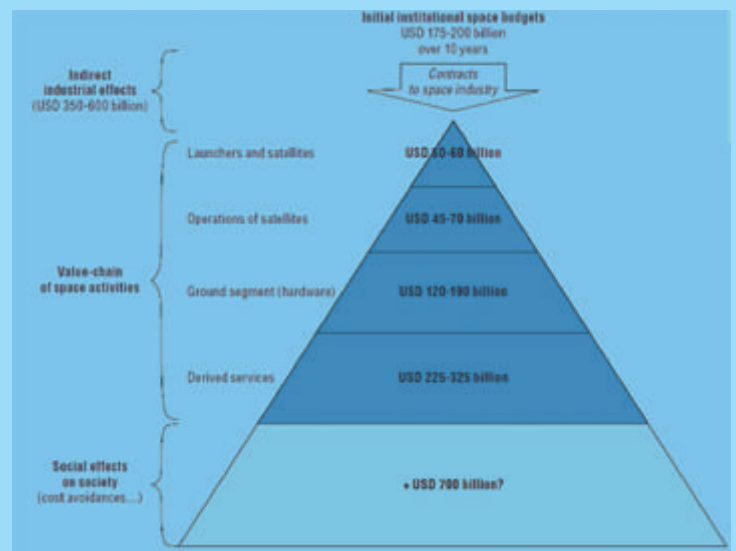 Initial institutional space budgets
USD 175-200 billion
over 10 years
Contracts
to space industry
Indirect
industrial effects
(USD 350-600 billion)
Launchers and satellites
USD 50-60 billion
Operations of satellites
USD 45-70 billion
Value-chain
of space activities
Ground segment (hardware)
USD 120-190 billion
Derived services
USD 225-325 billion
Social effects
on society
(cost avoidances...)
+ USD 700 billion?